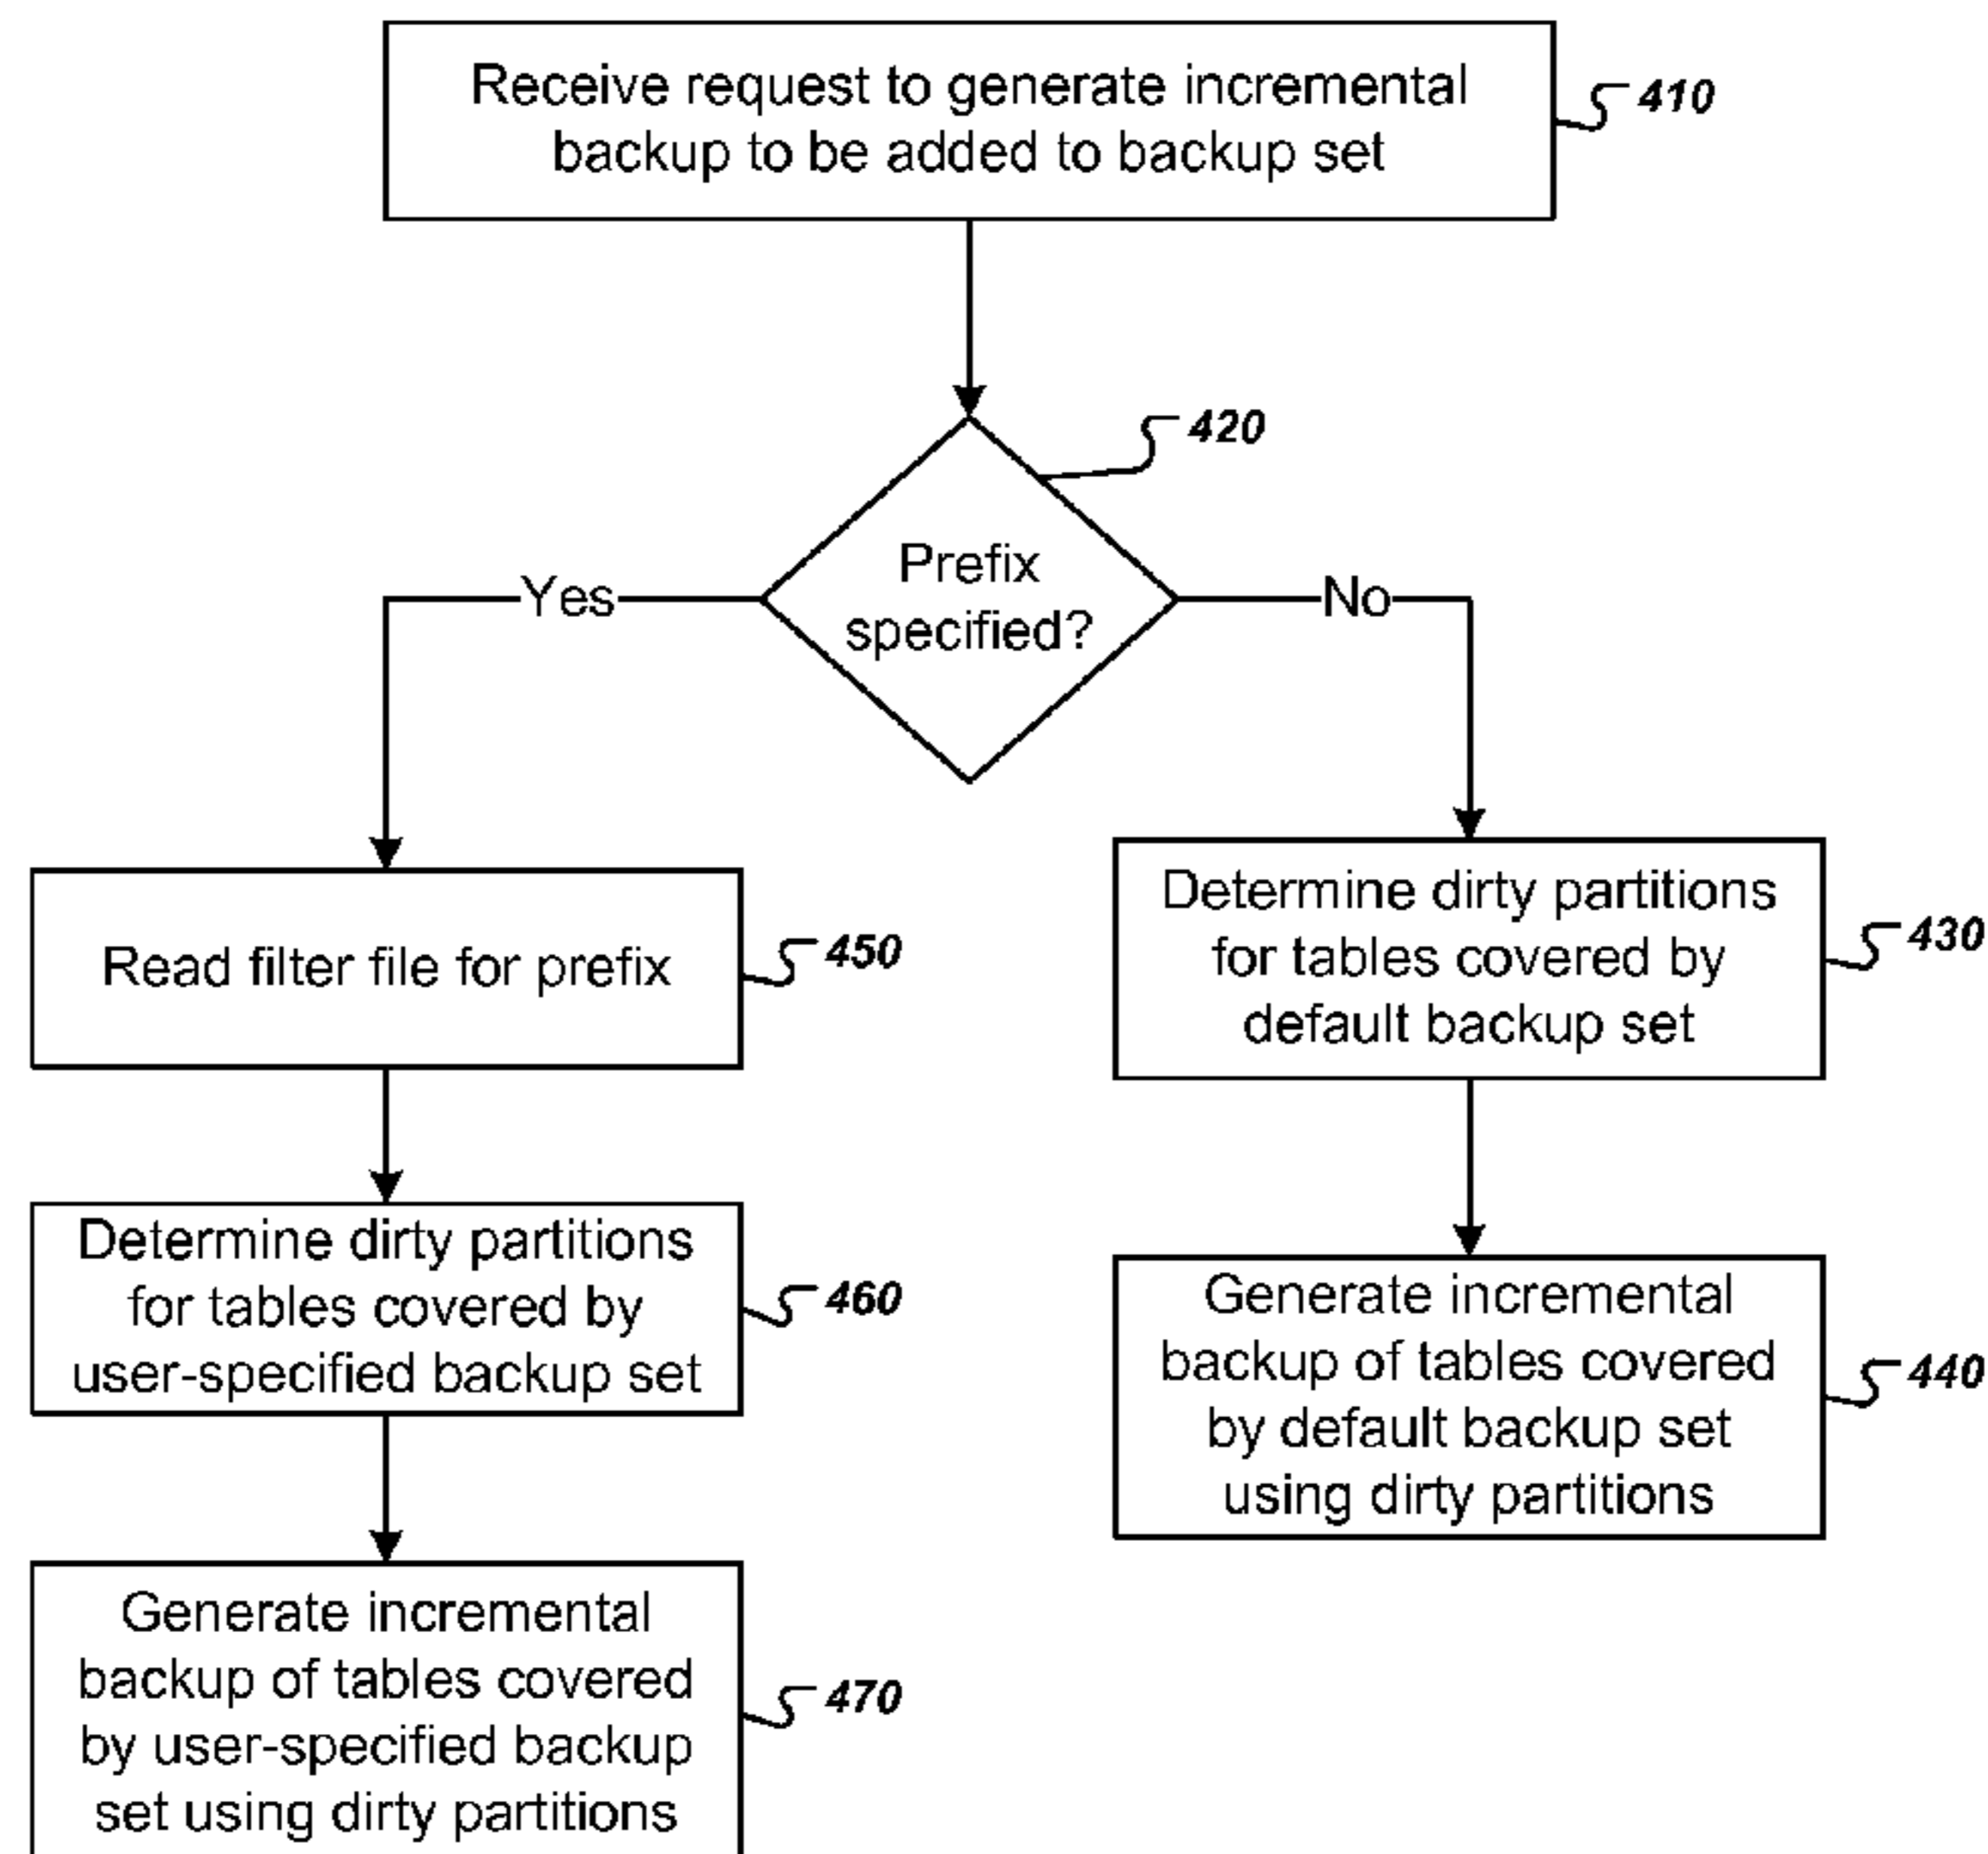 Receive request to generate incremental
backup to be added to backup set
410
420
Prefix
specified?
Yes
No
Read filter file for prefix
450
Determine dirty partitions
for tables covered by
default backup set
430
Determine dirty partitions
for tables covered by
user-specified backup set
460
Generate incremental
backup of tables covered
by default backup set
using dirty partitions
440
Generate incremental
backup of tables covered
by user-specified backup
set using dirty partitions
470